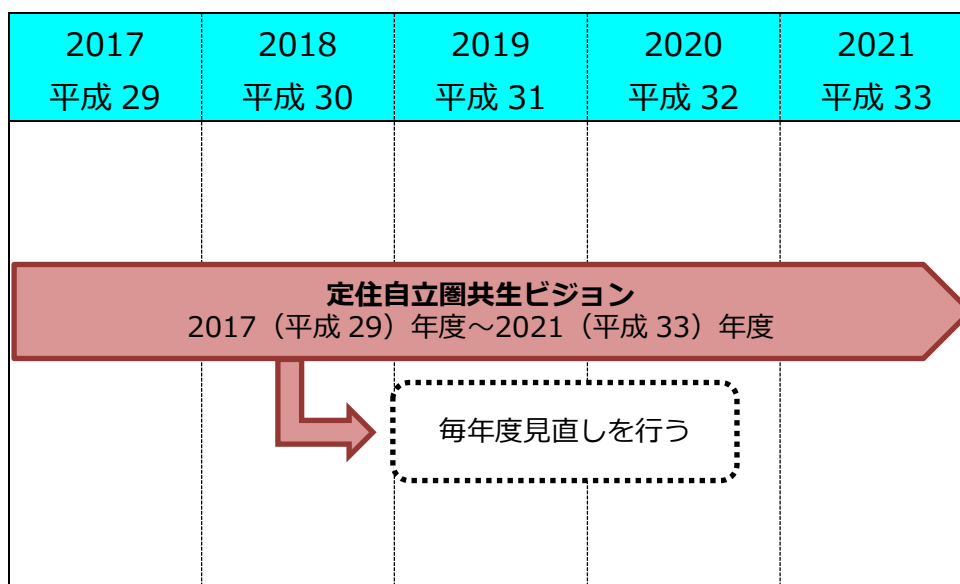 2017 2018 2019 2020 2021
平成 29 平成 30 平成 31 平成 32 平成 33
定住自立圏共生ビジョン
2017（平成 29）年度～2021（平成 33）年度
毎年度見直しを行う